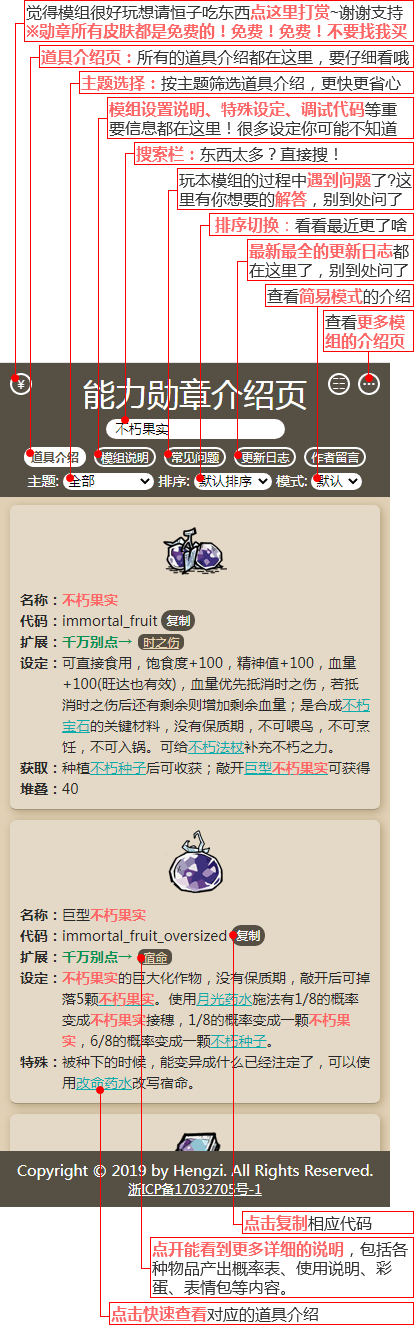 觉得模组很好玩想请恒子吃东西点这里打赏~谢谢支持
※勋章所有皮肤都是免费的！免费！免费！不要找我买
道具介绍页：所有的道具介绍都在这里，要仔细看哦
主题选择：按主题筛选道具介绍，更快更省心
模组设置说明、特殊设定、调试代码等重
要信息都在这里！很多设定你可能不知道
搜索栏：东西太多？直接搜！
玩本模组的过程中遇到问题了?这
里有你想要的解答，别到处问了
排序切换：看看最近更了啥
最新最全的更新日志都
在这里了，别到处问了
查看简易模式的介绍
查看更多模
组的介绍页
¥
能力勋章介绍页
不朽果实
道具介绍 模组说明 常见问题 更新日志 作者留言
主题: 全部 排序: 默认排序 模式: 默认
名称：不朽果实
代码：immortal_fruit 复制
扩展：千万别点→ 时之伤
设定：可直接食用，饱食度+100，精神值+100，血量
+100(旺达也有效)，血量优先抵消时之伤，若抵
消时之伤后还有剩余则增加剩余血量；是合成不朽
宝石的关键材料，没有保质期，不可喂鸟，不可烹
饪，不可入锅。可给不朽法杖补充不朽之力。
获取：种植不朽种子后可收获；敲开巨型不朽果实可获得
堆叠：40
名称：巨型不朽果实
代码：immortal_fruit_oversized 复制
扩展：千万别点→ 宿命
设定：不朽果实的巨大化作物，没有保质期，敲开后可掉
落5颗不朽果实。使用月光药水施法有1/8的概率
变成不朽果实接穗，1/8的概率变成一颗不朽果
实，6/8的概率变成一颗不朽种子。
特殊：被种下的时候，能变异成什么已经注定了，可以使
用改命药水改写宿命。
Copyright © 2019 by Hengzi. All Rights Reserved.
浙ICP备17032705号-1
点击复制相应代码
点开能看到更多详细的说明，包括各
种物品产出概率表、使用说明、彩
蛋、表情包等内容。
点击快速查看对应的道具介绍